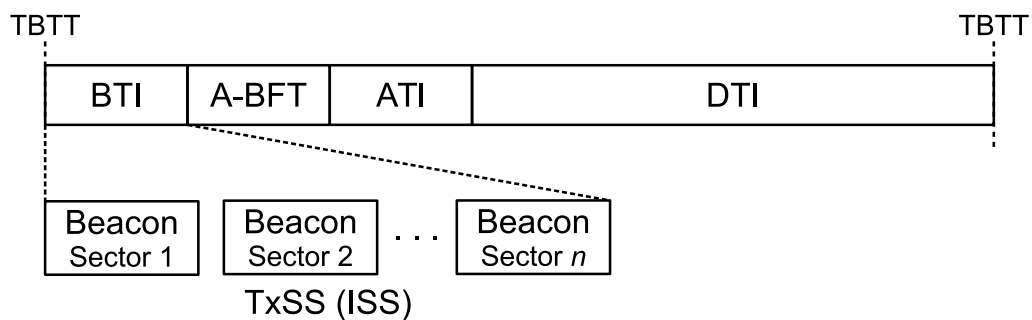 TBTT TBTT
BTI A-BFT ATI DTI
Beacon Beacon Beacon
Sector 1 Sector 2 . . . Sector n
TxSS (ISS)